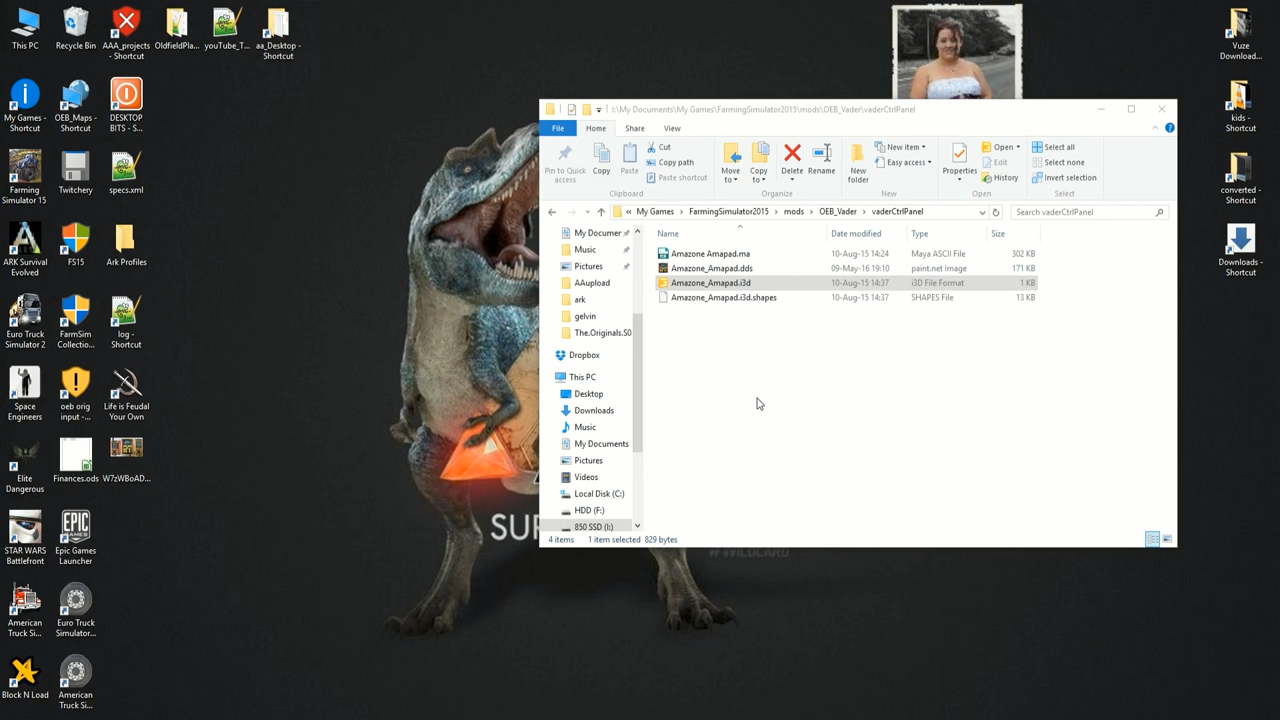 This PC
Recycle Bin
AAA_projects
- Shortcut
OldfieldPla...
youTube_T...
aa_Desktop -
Shortcut
My Games -
Shortcut
OEB_Maps -
Shortcut
DESKTOP
BITS - S...
Farming
Simulator 15
Twitchery
specs.xml
ARK Survival
Evolved
FS15
Ark Profiles
Euro Truck
Simulator 2
FarmSim
Collectio...
log -
Shortcut
Space
Engineers
oeb orig
input -...
Life is Feudal
Your Own
Elite
Dangerous
Finances.ods
W7zWBoAD...
STAR WARS
Battlefront
Epic Games
Launcher
American
Truck Si...
Euro Truck
Simulator...
Block N Load
American
Truck Si...
I:\My Documents\My Games\FarmingSimulator2015\mods\OEB_Vader\vaderCtrlPanel
File
Home
Share
View
Pin to Quick
access
Copy
Paste
Cut
Copy path
Paste shortcut
Clipboard
Move
to
Copy
to
Delete
Rename
Organize
New
folder
New item
Easy access
New
Properties
Open
Edit
History
Open
Select all
Select none
Invert selection
Select
« My Games > FarmingSimulator2015 > mods > OEB_Vader > vaderCtrlPanel
Search vaderCtrlPanel
Name
Date modified
Type
Size
Amazone Amapad.ma 10-Aug-15 14:24 Maya ASCII File 302 KB
Amazone_Amapad.dds 09-May-16 19:10 paint.net Image 171 KB
Amazone_Amapad.i3d 10-Aug-15 14:37 i3D File Format 1 KB
Amazone_Amapad.i3d.shapes 10-Aug-15 14:37 SHAPES File 13 KB
My Documer
Music
Pictures
AAupload
ark
gelvin
The.Originals.S0
Dropbox
This PC
Desktop
Downloads
Music
My Documents
Pictures
Videos
Local Disk (C:)
HDD (F:)
850 SSD (I:)
4 items 1 item selected 829 bytes
SU
#WILDCARD
Vuze
Download...
kids -
Shortcut
converted -
Shortcut
Downloads -
Shortcut